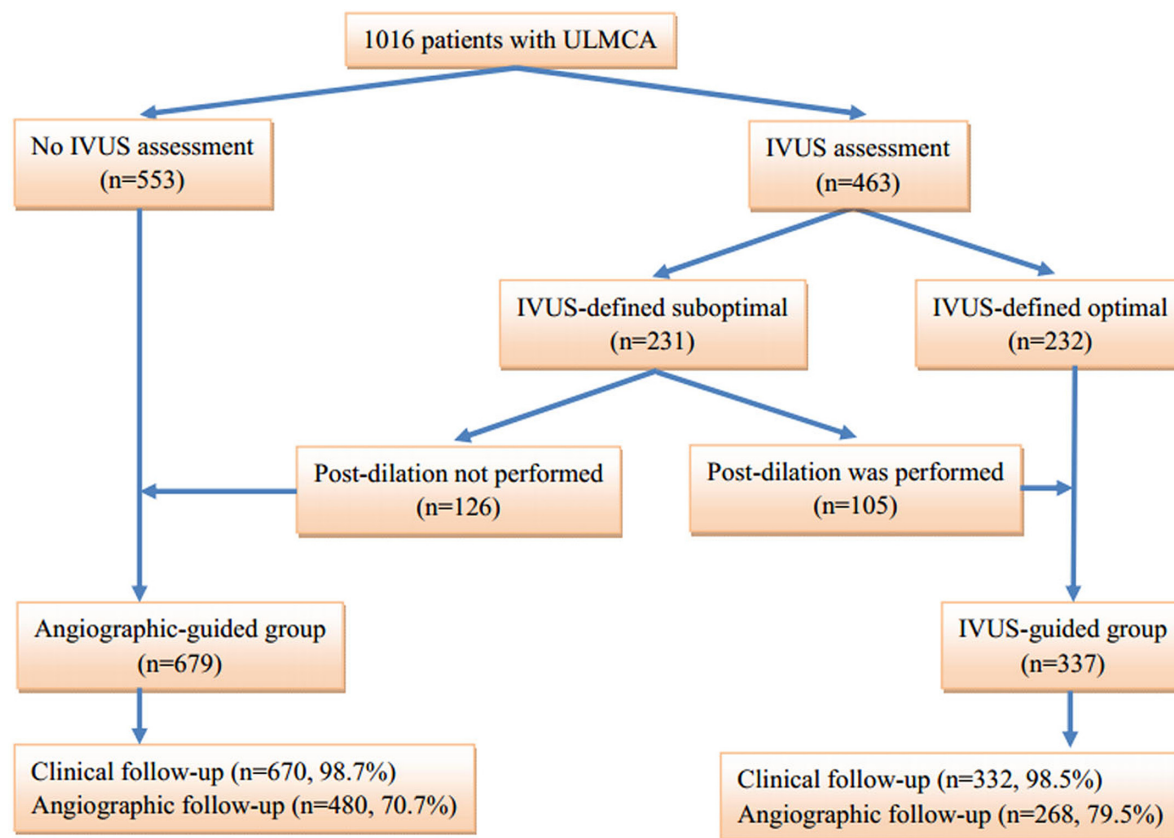 1016 patients with ULMCA
No IVUS assessment
(n=553)
IVUS assessment
(n=463)
IVUS-defined suboptimal
(n=231)
IVUS-defined optimal
(n=232)
Post-dilation not performed
(n=126)
Post-dilation was performed
(n=105)
Angiographic-guided group
(n=679)
IVUS-guided group
(n=337)
Clinical follow-up (n=670, 98.7%)
Angiographic follow-up (n=480, 70.7%)
Clinical follow-up (n=332, 98.5%)
Angiographic follow-up (n=268, 79.5%)